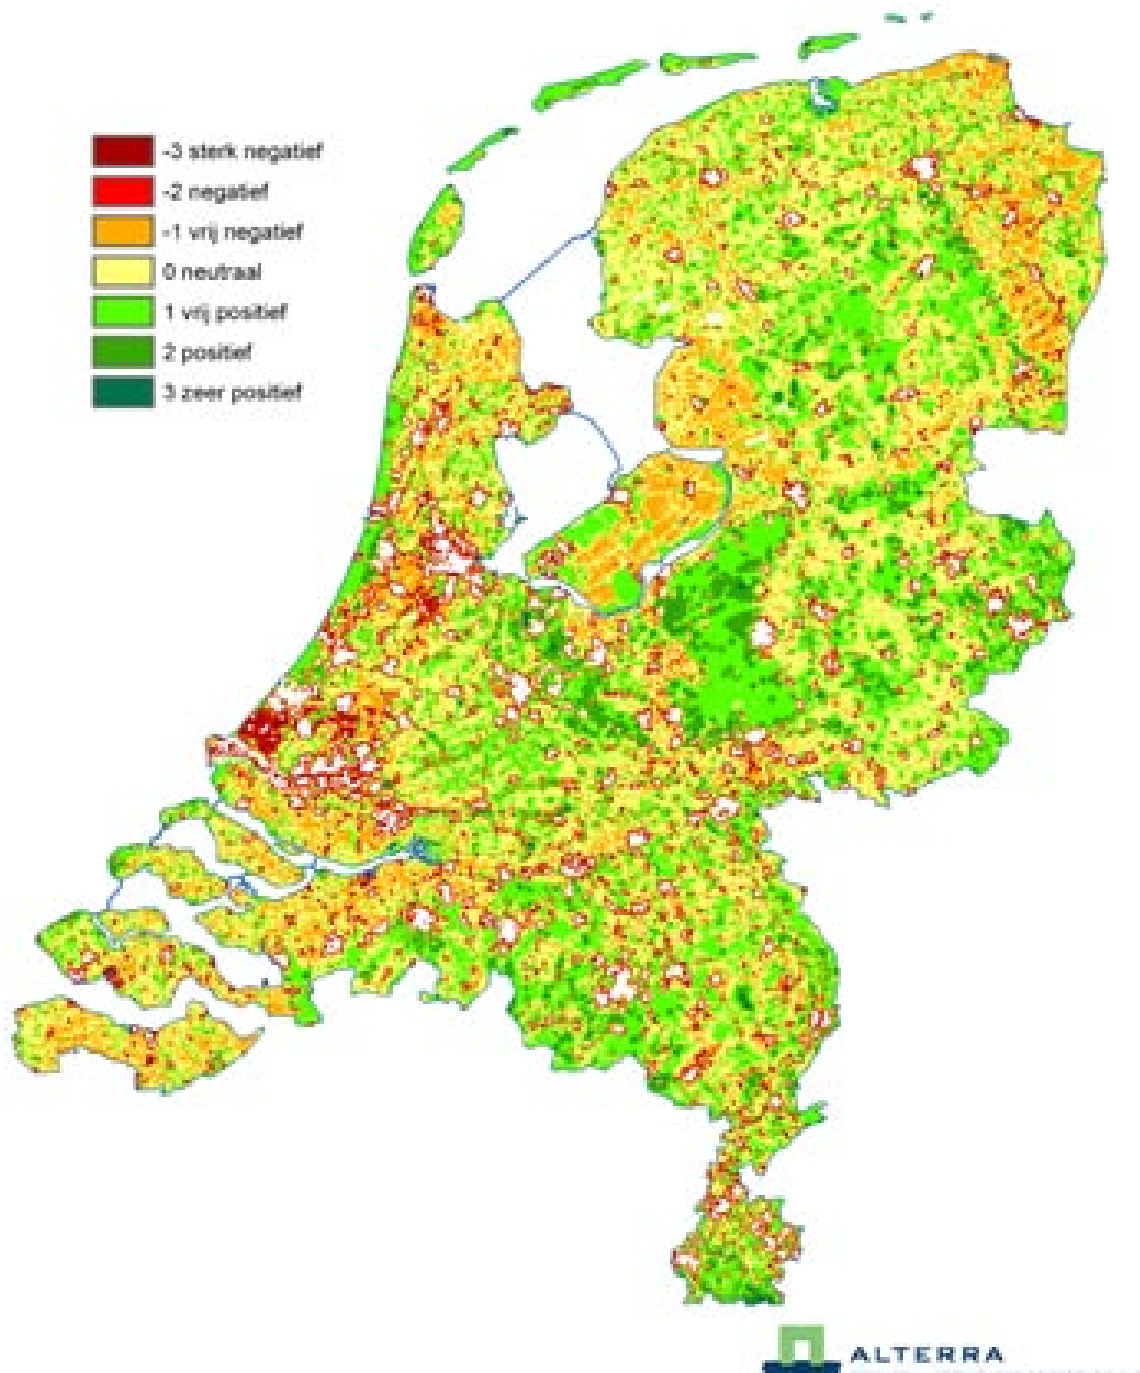 -3 sterk negatief
-2 negatief
-1 vrij negatief
0 neutraal
1 vrij positief
2 positief
3 zeer positief
ALTERRA